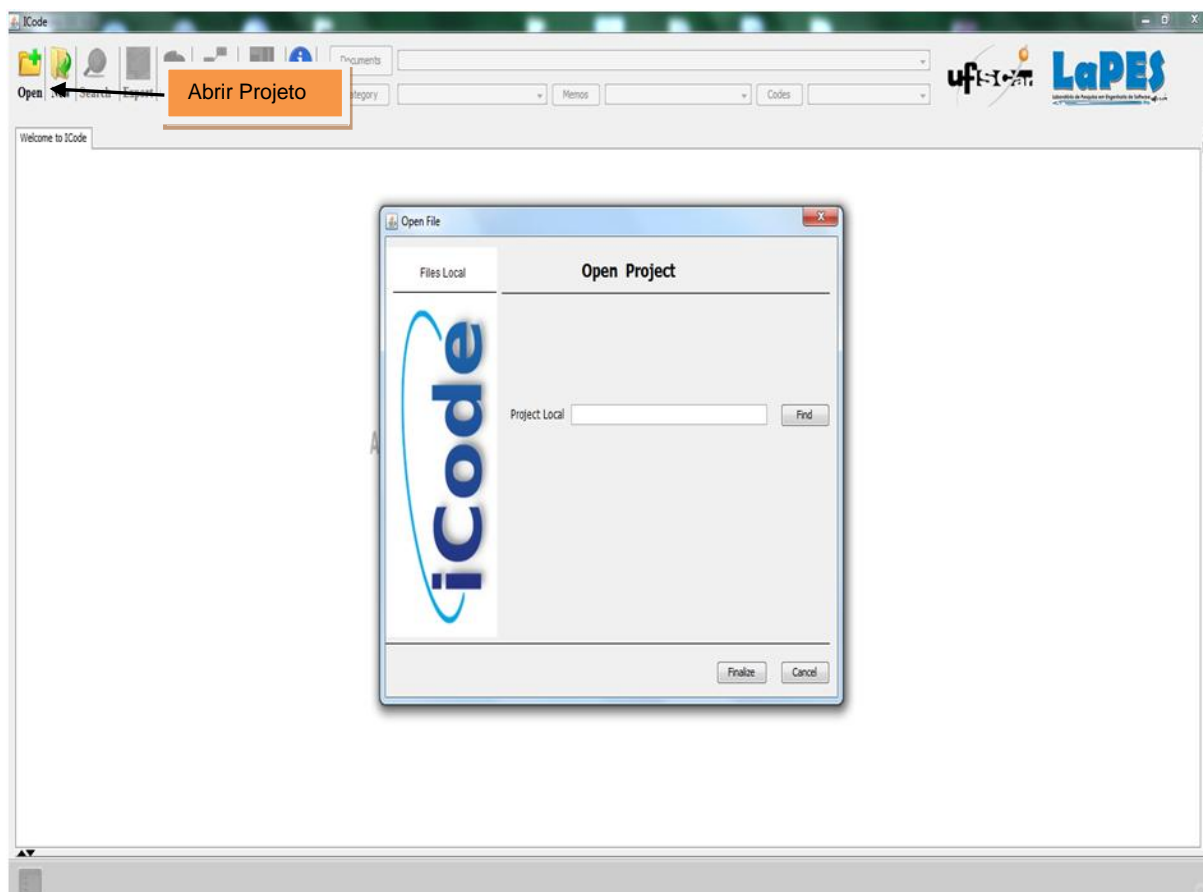 ICode
Documents
Open
Search
Export
Abrir Projeto
Memos
Codes
ufscar
LaPES
Welcome to ICode
Open File
Files Local
Open Project
iCode
Project Local
Find
Finalize
Cancel